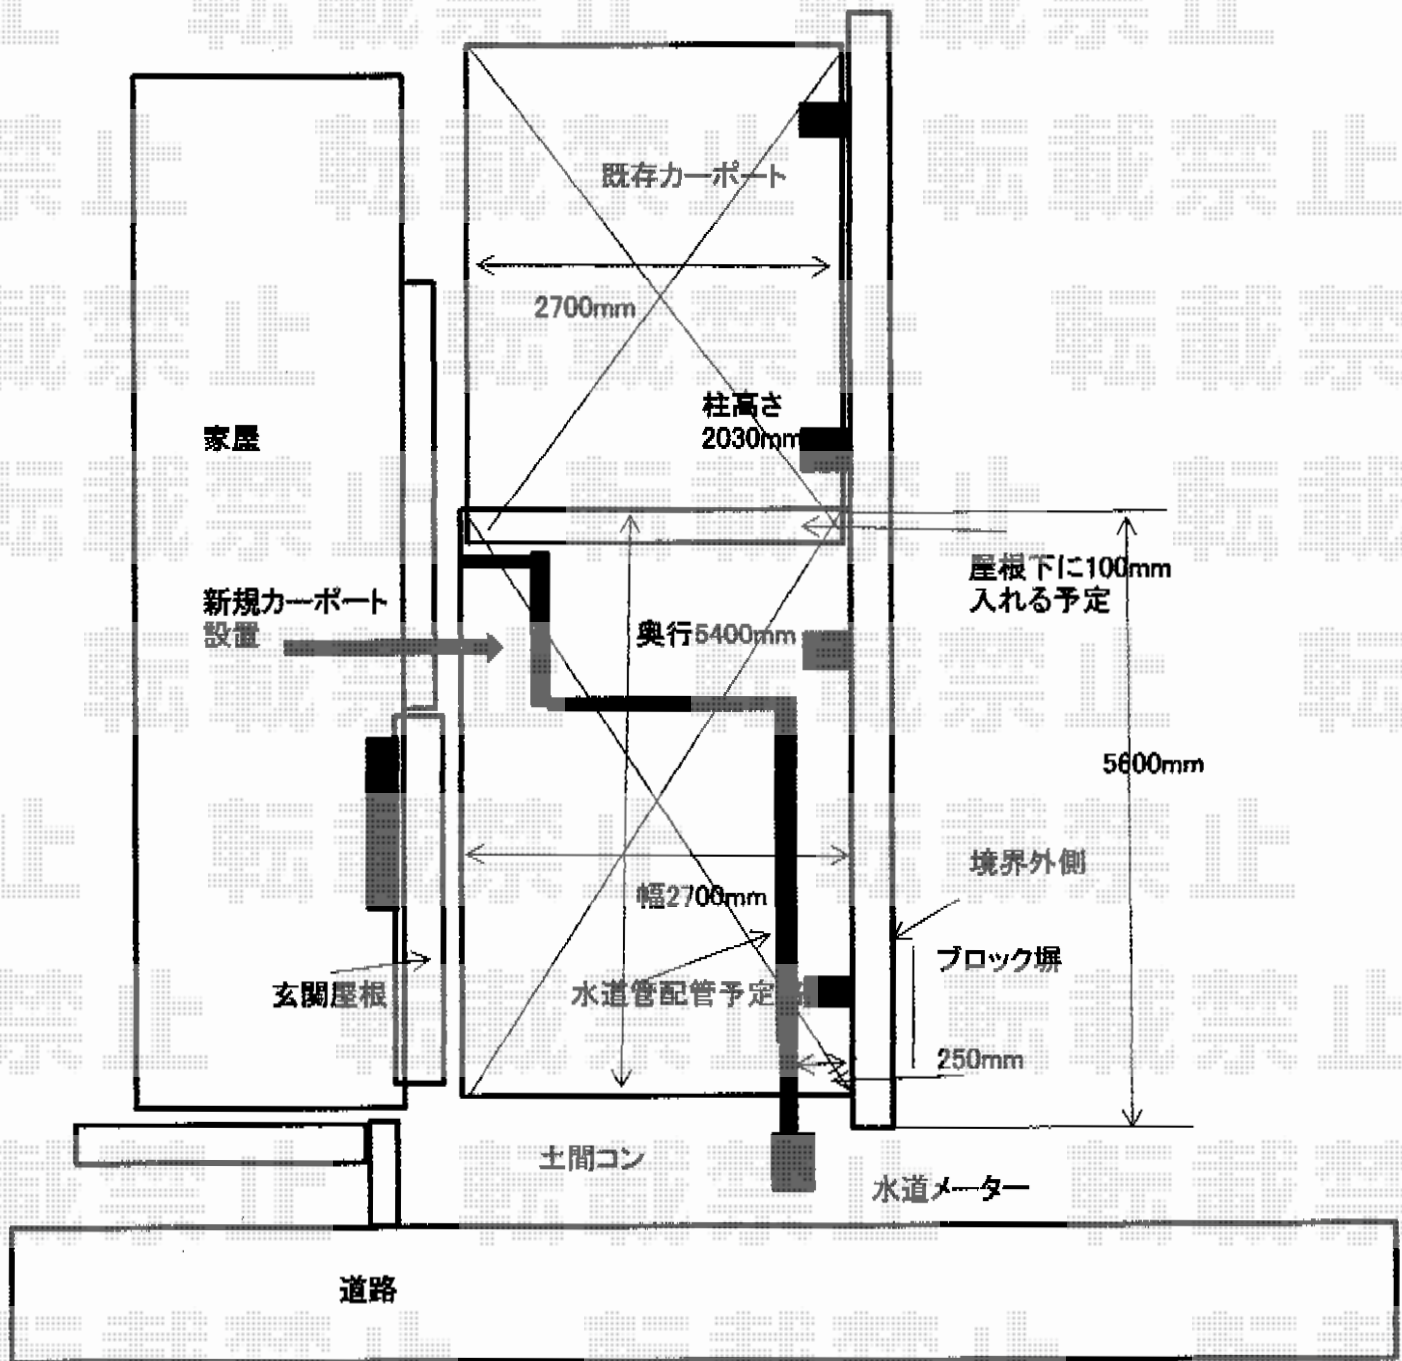 既存カーポート
2700mm
柱高さ
2030mm
家屋
屋根下に100mm
入れる予定
新規カーポート
設置
奥行5400mm
5600mm
境界外側
幅2700mm
ブロック塀
玄関屋根
水道管配管予定
250mm
土間コン
水道メーター
道路
転載禁止